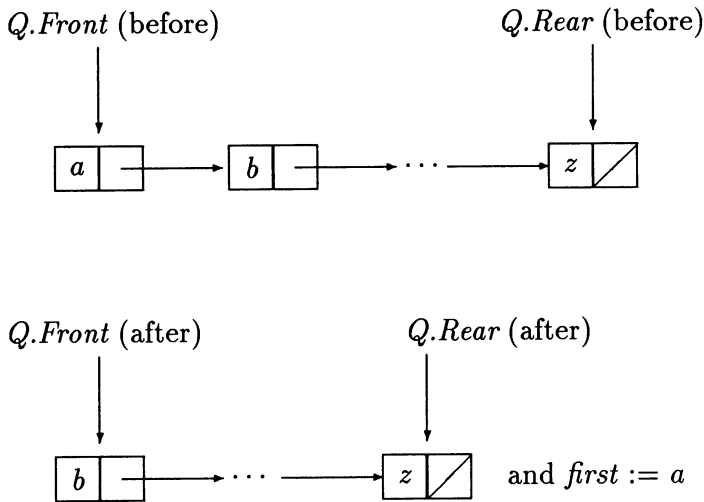 Q.Front (before) Q.Rear (before)
a b ··· z
Q.Front (after) Q.Rear (after)
b ··· z and first := a